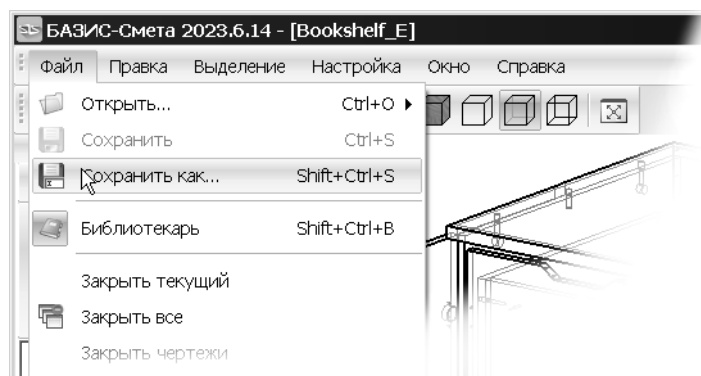 БАЗИС-Смета 2023.6.14 - [Bookshelf_E]
Файл Правка Выделение Настройка Окно Справка
Открыть... Ctrl+O
Сохранить Ctrl+S
Сохранить как... Shift+Ctrl+S
Библиотекарь Shift+Ctrl+B
Закрыть текущий
Закрыть все
Закрыть чертежи